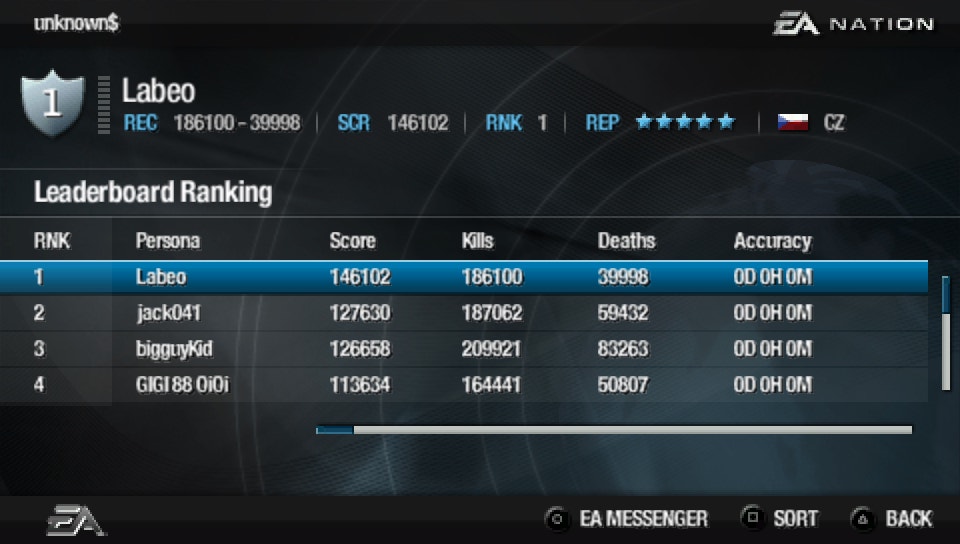 unknown$
EA NATION
1
Labeo
REC 186100-39998 | SCR 146102 | RNK 1 | REP ★★★★★ | CZ
Leaderboard Ranking
RNK Persona Score Kills Deaths Accuracy
1 Labeo 146102 186100 39998 0D 0H 0M
2 jack041 127630 187062 59432 0D 0H 0M
3 bigguyKid 126658 209921 83263 0D 0H 0M
4 GIGI 88 0i0i 113634 164441 50807 0D 0H 0M
EA EA MESSENGER SORT BACK